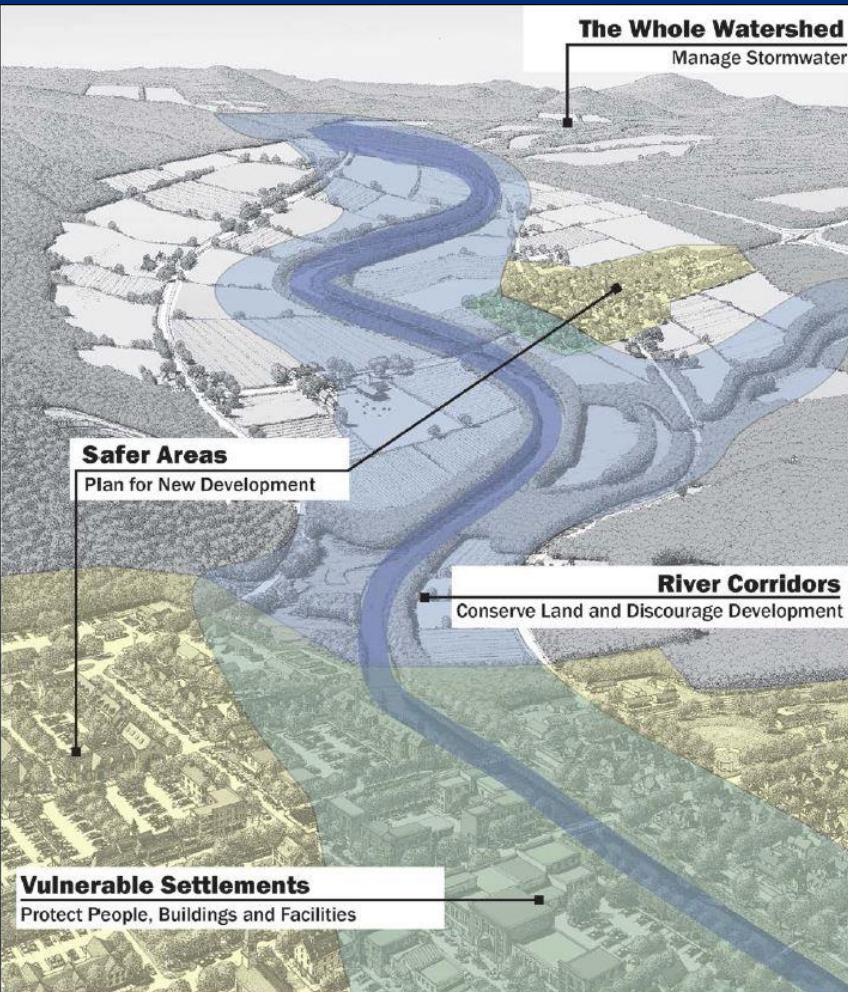 The Whole Watershed
Manage Stormwater
Safer Areas
Plan for New Development
River Corridors
Conserve Land and Discourage Development
Vulnerable Settlements
Protect People, Buildings and Facilities